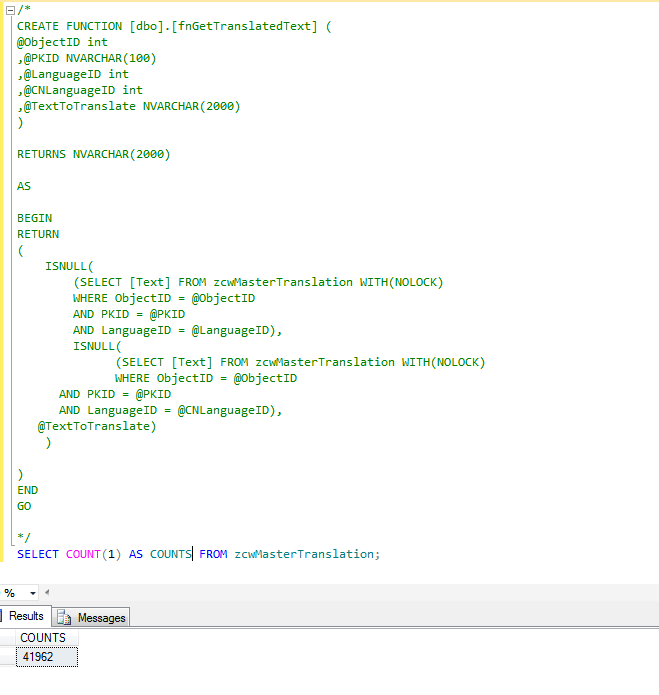 /*
CREATE FUNCTION [dbo].[fnGetTranslatedText] (
@ObjectID int
,@PKID NVARCHAR(100)
,@LanguageID int
,@CNLanguageID int
,@TextToTranslate NVARCHAR(2000)
)
RETURNS NVARCHAR(2000)
AS
BEGIN
RETURN
(
ISNULL(
(SELECT [Text] FROM zcwMasterTranslation WITH(NOLOCK)
WHERE ObjectID = @ObjectID
AND PKID = @PKID
AND LanguageID = @LanguageID),
ISNULL(
(SELECT [Text] FROM zcwMasterTranslation WITH(NOLOCK)
WHERE ObjectID = @ObjectID
AND PKID = @PKID
AND LanguageID = @CNLanguageID),
@TextToTranslate)
)
)
END
GO
*/
SELECT COUNT(1) AS COUNTS FROM zcwMasterTranslation;
%
Results Messages
COUNTS
41962